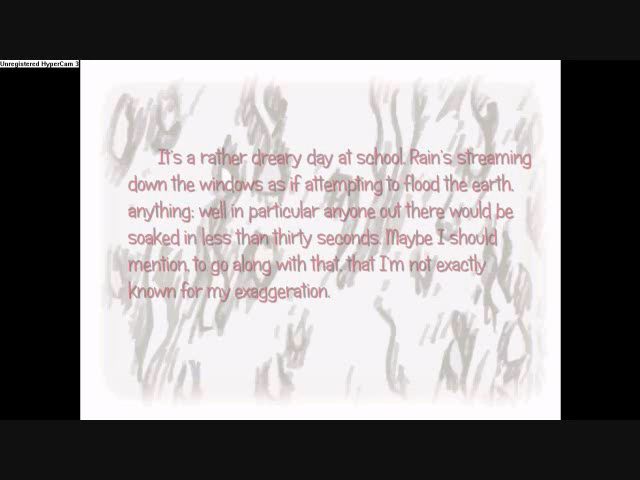 Unregistered HyperCam 3
It's a rather dreary day at school. Rain's streaming
down the windows as if attempting to flood the earth.
anything; well in particular anyone out there would be
soaked in less than thirty seconds. Maybe I should
mention, to go along with that, that I'm not exactly
known for my exaggeration.